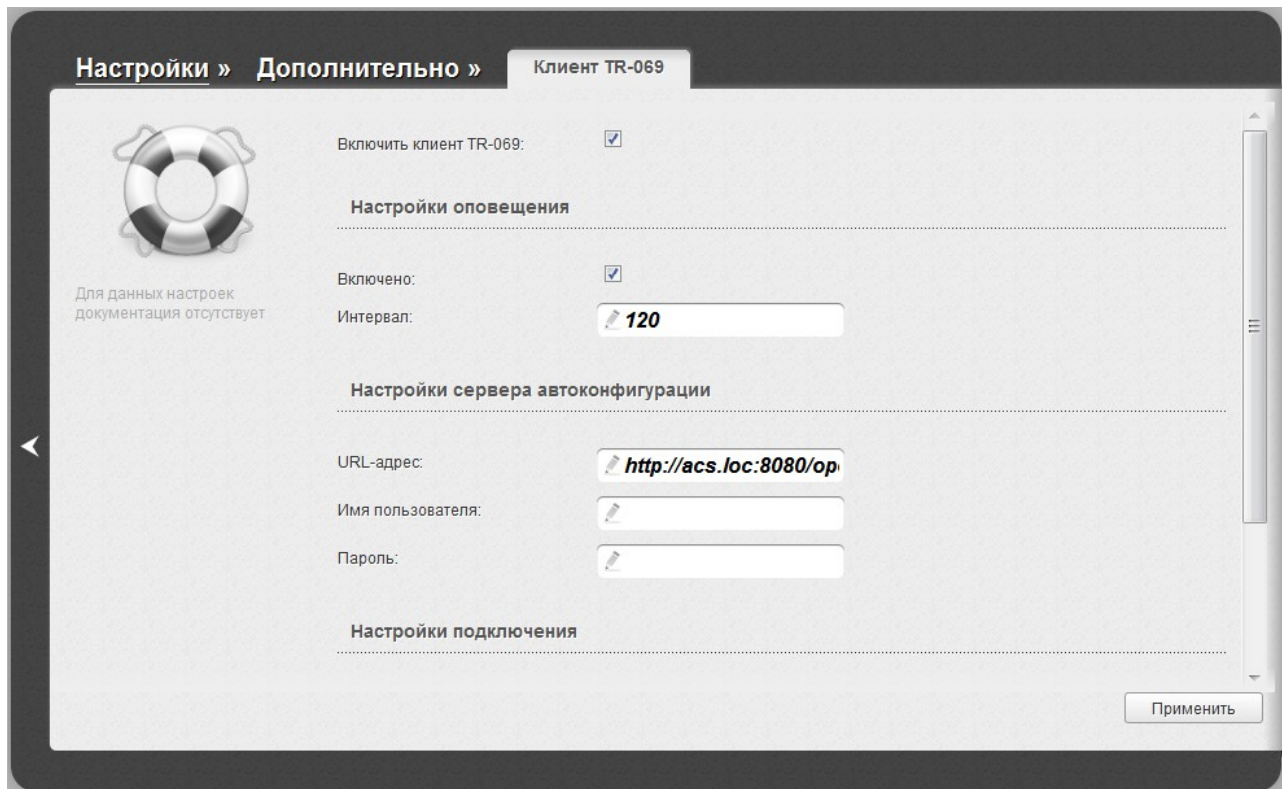 Настройки » Дополнительно » Клиент TR-069
Для данных настроек
документация отсутствует
Включить клиент TR-069:
Настройки оповещения
Включено:
Интервал: 120
Настройки сервера автоконфигурации
URL-адрес: http://acs.loc:8080/op
Имя пользователя:
Пароль:
Настройки подключения
Применить